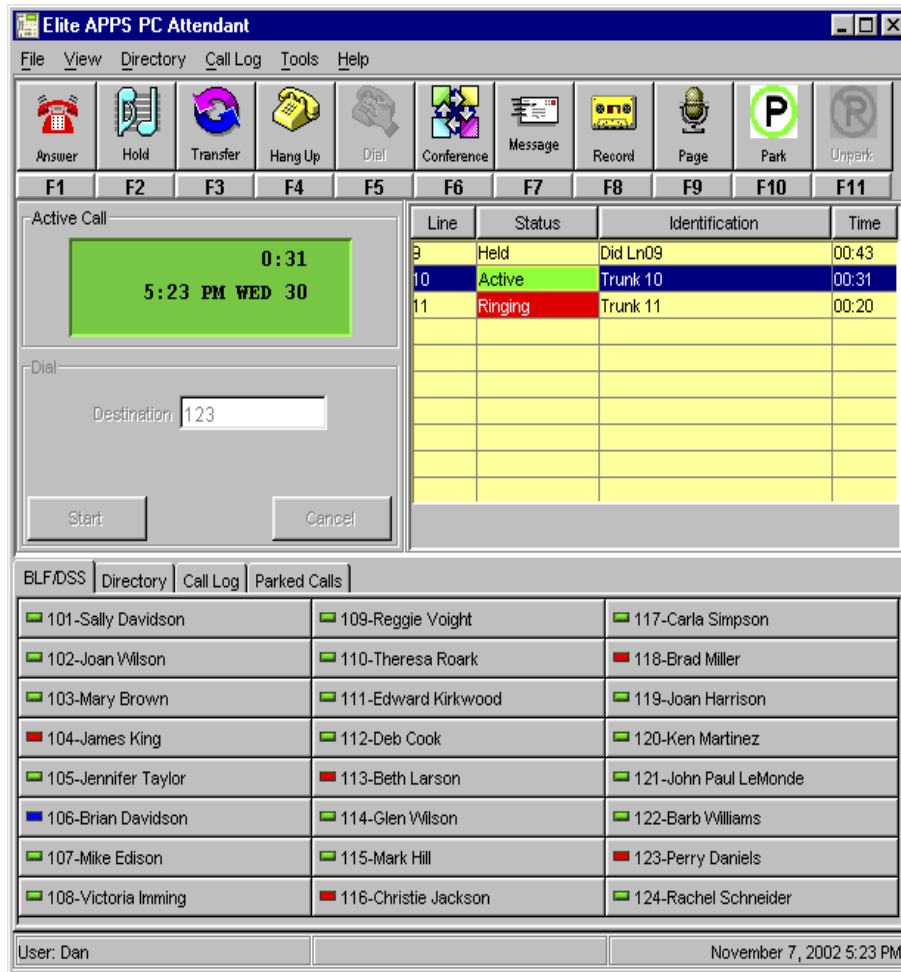 Elite APPS PC Attendant
File View Directory Call Log Tools Help
Answer Hold Transfer Hang Up Dial Conference Message Record Page Park Unpark
F1 F2 F3 F4 F5 F6 F7 F8 F9 F10 F11
Active Call
0:31
5:23 PM WED 30
Dial
Destination 123
Start Cancel
Line Status Identification Time
9 Held Did Ln09 00:43
10 Active Trunk 10 00:31
11 Ringing Trunk 11 00:20
BLF/DSS Directory Call Log Parked Calls
101-Sally Davidson 109-Reggie Voight 117-Carla Simpson
102-Joan Wilson 110-Theresa Roark 118-Brad Miller
103-Mary Brown 111-Edward Kirkwood 119-Joan Harrison
104-James King 112-Deb Cook 120-Ken Martinez
105-Jennifer Taylor 113-Beth Larson 121-John Paul LeMonde
106-Brian Davidson 114-Glen Wilson 122-Barb Williams
107-Mike Edison 115-Mark Hill 123-Perry Daniels
108-Victoria Imming 116-Christie Jackson 124-Rachel Schneider
User: Dan November 7, 2002 5:23 PM